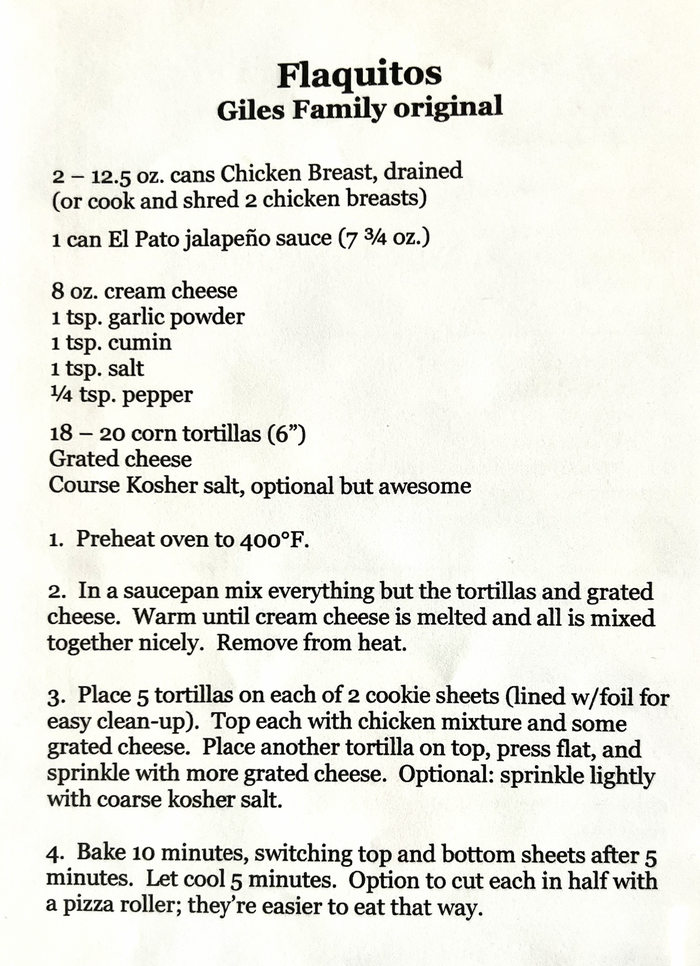 Flaquitos
Giles Family original
2 – 12.5 oz. cans Chicken Breast, drained
(or cook and shred 2 chicken breasts)
1 can El Pato jalapeño sauce (7 ¾ oz.)
8 oz. cream cheese
1 tsp. garlic powder
1 tsp. cumin
1 tsp. salt
¼ tsp. pepper
18 – 20 corn tortillas (6”)
Grated cheese
Course Kosher salt, optional but awesome
1. Preheat oven to 400°F.
2. In a saucepan mix everything but the tortillas and grated
cheese. Warm until cream cheese is melted and all is mixed
together nicely. Remove from heat.
3. Place 5 tortillas on each of 2 cookie sheets (lined w/foil for
easy clean-up). Top each with chicken mixture and some
grated cheese. Place another tortilla on top, press flat, and
sprinkle with more grated cheese. Optional: sprinkle lightly
with coarse kosher salt.
4. Bake 10 minutes, switching top and bottom sheets after 5
minutes. Let cool 5 minutes. Option to cut each in half with
a pizza roller; they’re easier to eat that way.